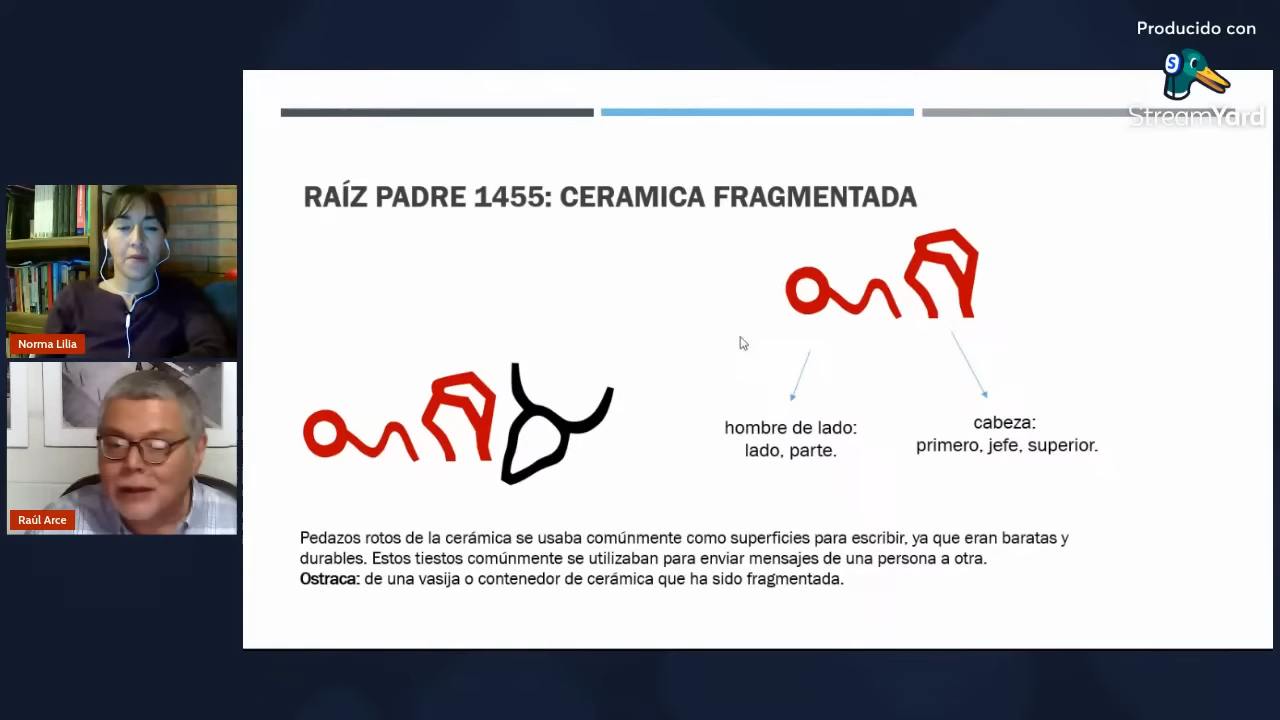 Producido con
StreamYard
RAÍZ PADRE 1455: CERAMICA FRAGMENTADA
hombre de lado:
lado, parte.
cabeza:
primero, jefe, superior.
Pedazos rotos de la cerámica se usaba comúnmente como superficies para escribir, ya que eran baratas y
durables. Estos tiestos comúnmente se utilizaban para enviar mensajes de una persona a otra.
Ostraca: de una vasija o contenedor de cerámica que ha sido fragmentada.
Norma Lilia
Raúl Arce